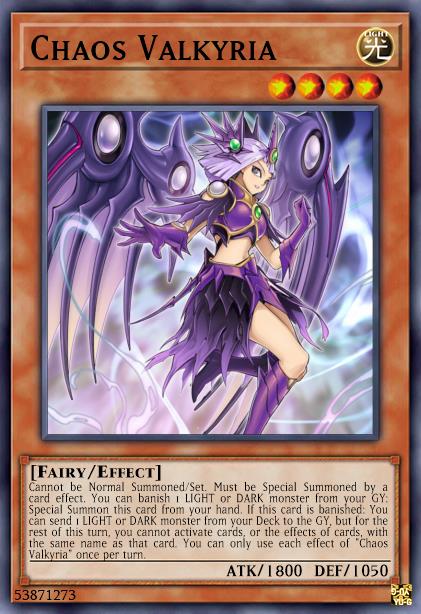 Chaos Valkyria
LIGHT
光
[Fairy/Effect]
Cannot be Normal Summoned/Set. Must be Special Summoned by a
card effect. You can banish 1 LIGHT or DARK monster from your GY:
Special Summon this card from your hand. If this card is banished: You
can send 1 LIGHT or DARK monster from your Deck to the GY, but for the
rest of this turn, you cannot activate cards, or the effects of cards, with
the same name as that card. You can only use each effect of "Chaos
Valkyria" once per turn.
ATK/1800 DEF/1050
53871273